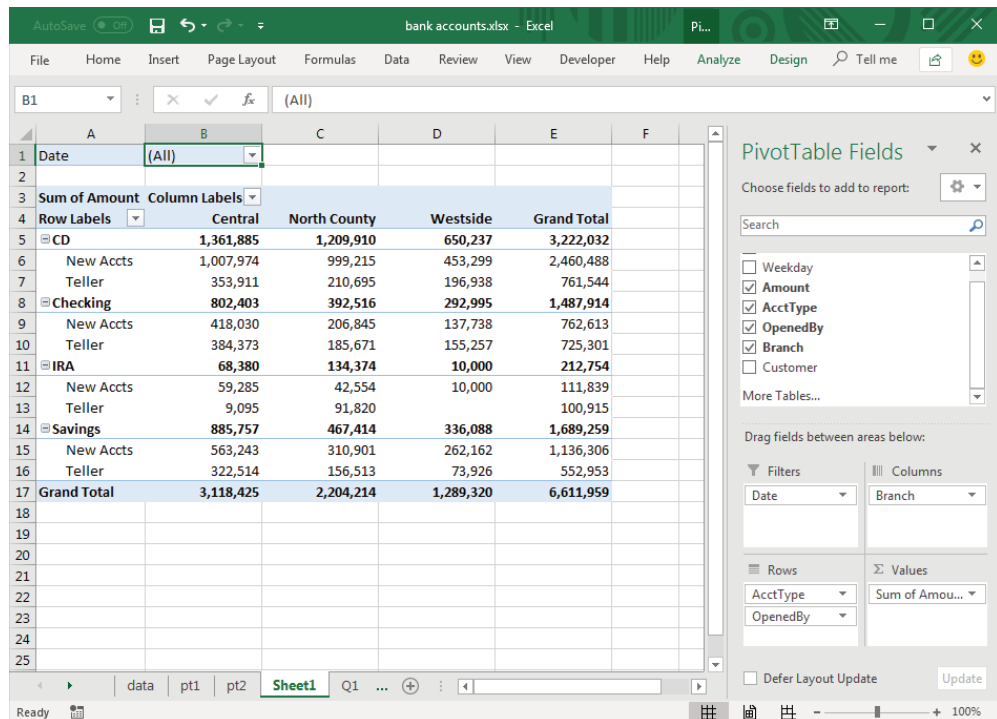 AutoSave Off bank accounts.xlsx - Excel Pi...
File Home Insert Page Layout Formulas Data Review View Developer Help Analyze Design Tell me
B1 fx (All)
A B C D E F
1 Date (All)
2
3 Sum of Amount Column Labels
4 Row Labels Central North County Westside Grand Total
5 CD 1,361,885 1,209,910 650,237 3,222,032
6 New Accts 1,007,974 999,215 453,299 2,460,488
7 Teller 353,911 210,695 196,938 761,544
8 Checking 802,403 392,516 292,995 1,487,914
9 New Accts 418,030 206,845 137,738 762,613
10 Teller 384,373 185,671 155,257 725,301
11 IRA 68,380 134,374 10,000 212,754
12 New Accts 59,285 42,554 10,000 111,839
13 Teller 9,095 91,820 100,915
14 Savings 885,757 467,414 336,088 1,689,259
15 New Accts 563,243 310,901 262,162 1,136,306
16 Teller 322,514 156,513 73,926 552,953
17 Grand Total 3,118,425 2,204,214 1,289,320 6,611,959
18
19
20
21
22
23
24
25
PivotTable Fields
Choose fields to add to report:
Search
Weekday
Amount
AcctType
OpenedBy
Branch
Customer
More Tables...
Drag fields between areas below:
Filters Columns
Date Branch
Rows Σ Values
AcctType Sum of Amou...
OpenedBy
Defer Layout Update Update
data pt1 pt2 Sheet1 Q1 ...
Ready 100%